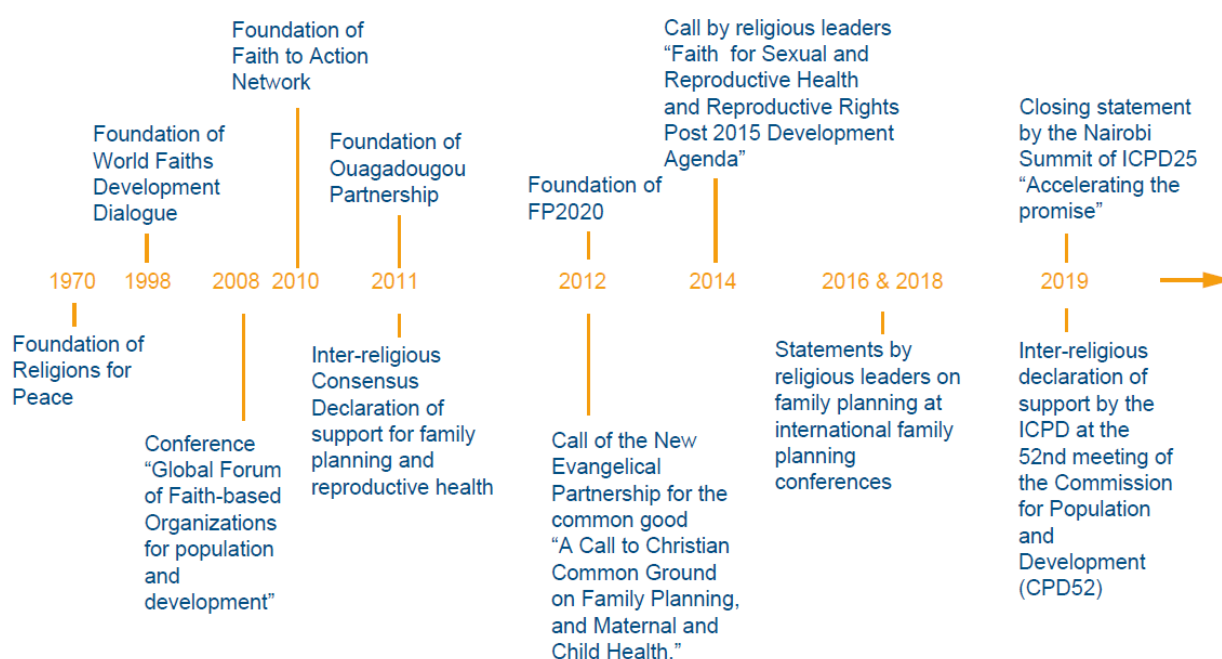 Foundation of
Faith to Action
Network
Call by religious leaders
“Faith for Sexual and
Reproductive Health
and Reproductive Rights
Post 2015 Development
Agenda”
Foundation of
World Faiths
Development
Dialogue
Foundation of
Ouagadougou
Partnership
Foundation of
FP2020
Closing statement
by the Nairobi
Summit of ICPD25
“Accelerating the
promise”
1970 1998 2008 2010 2011 2012 2014 2016 & 2018 2019
Foundation of
Religions for
Peace
Conference
“Global Forum
of Faith-based
Organizations
for population
and
development”
Inter-religious
Consensus
Declaration of
support for family
planning and
reproductive health
Call of the New
Evangelical
Partnership for the
common good
“A Call to Christian
Common Ground
on Family Planning,
and Maternal and
Child Health.”
Statements by
religious leaders on
family planning at
international family
planning
conferences
Inter-religious
declaration of
support by the
ICPD at the
52nd meeting of
the Commission
for Population
and
Development
(CPD52)